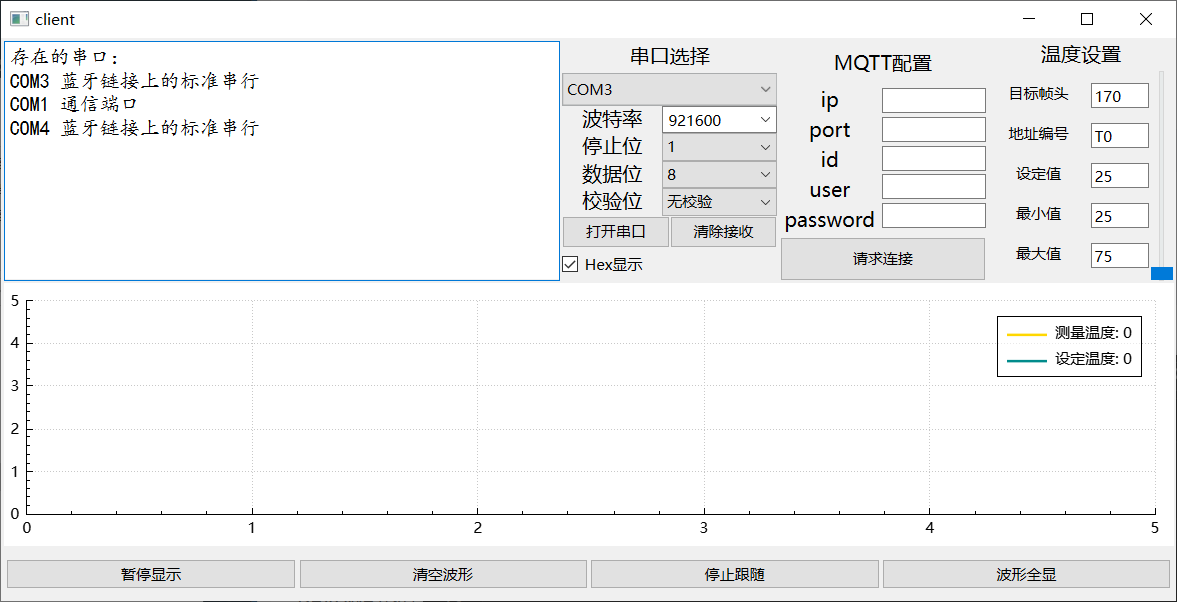 client
存在的串口：
COM3 蓝牙链接上的标准串行
COM1 通信端口
COM4 蓝牙链接上的标准串行
串口选择
COM3
波特率 921600
停止位 1
数据位 8
校验位 无校验
打开串口 清除接收
Hex显示
MQTT配置
ip
port
id
user
password
请求连接
温度设置
目标帧头 170
地址编号 T0
设定值 25
最小值 25
最大值 75
5
4
3
2
1
0
0 1 2 3 4 5
测量温度: 0
设定温度: 0
暂停显示 清空波形 停止跟随 波形全显